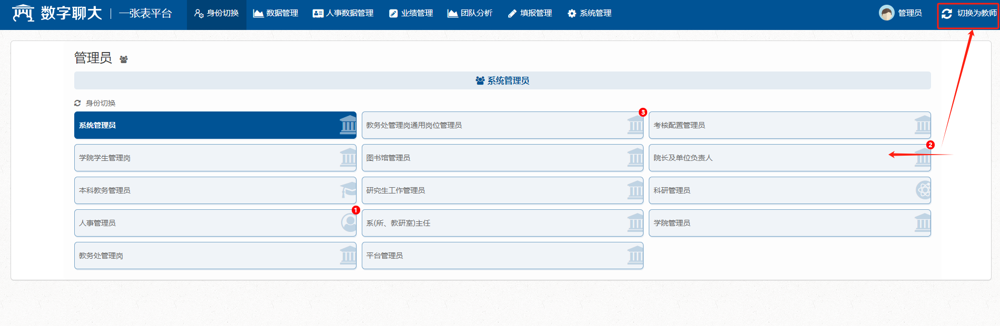 数字聊大 | 一张表平台 身份切换 数据管理 人事数据管理 业绩管理 团队分析 填报管理 系统管理 管理员 切换为教师
管理员
系统管理员
身份切换
系统管理员 教务处管理岗通用岗位管理员 3 考核配置管理员
学院学生管理岗 图书馆管理员 院长及单位负责人 2
本科教务管理员 研究生工作管理员 科研管理员
人事管理员 1 系(所、教研室)主任 学院管理员
教务处管理岗 平台管理员